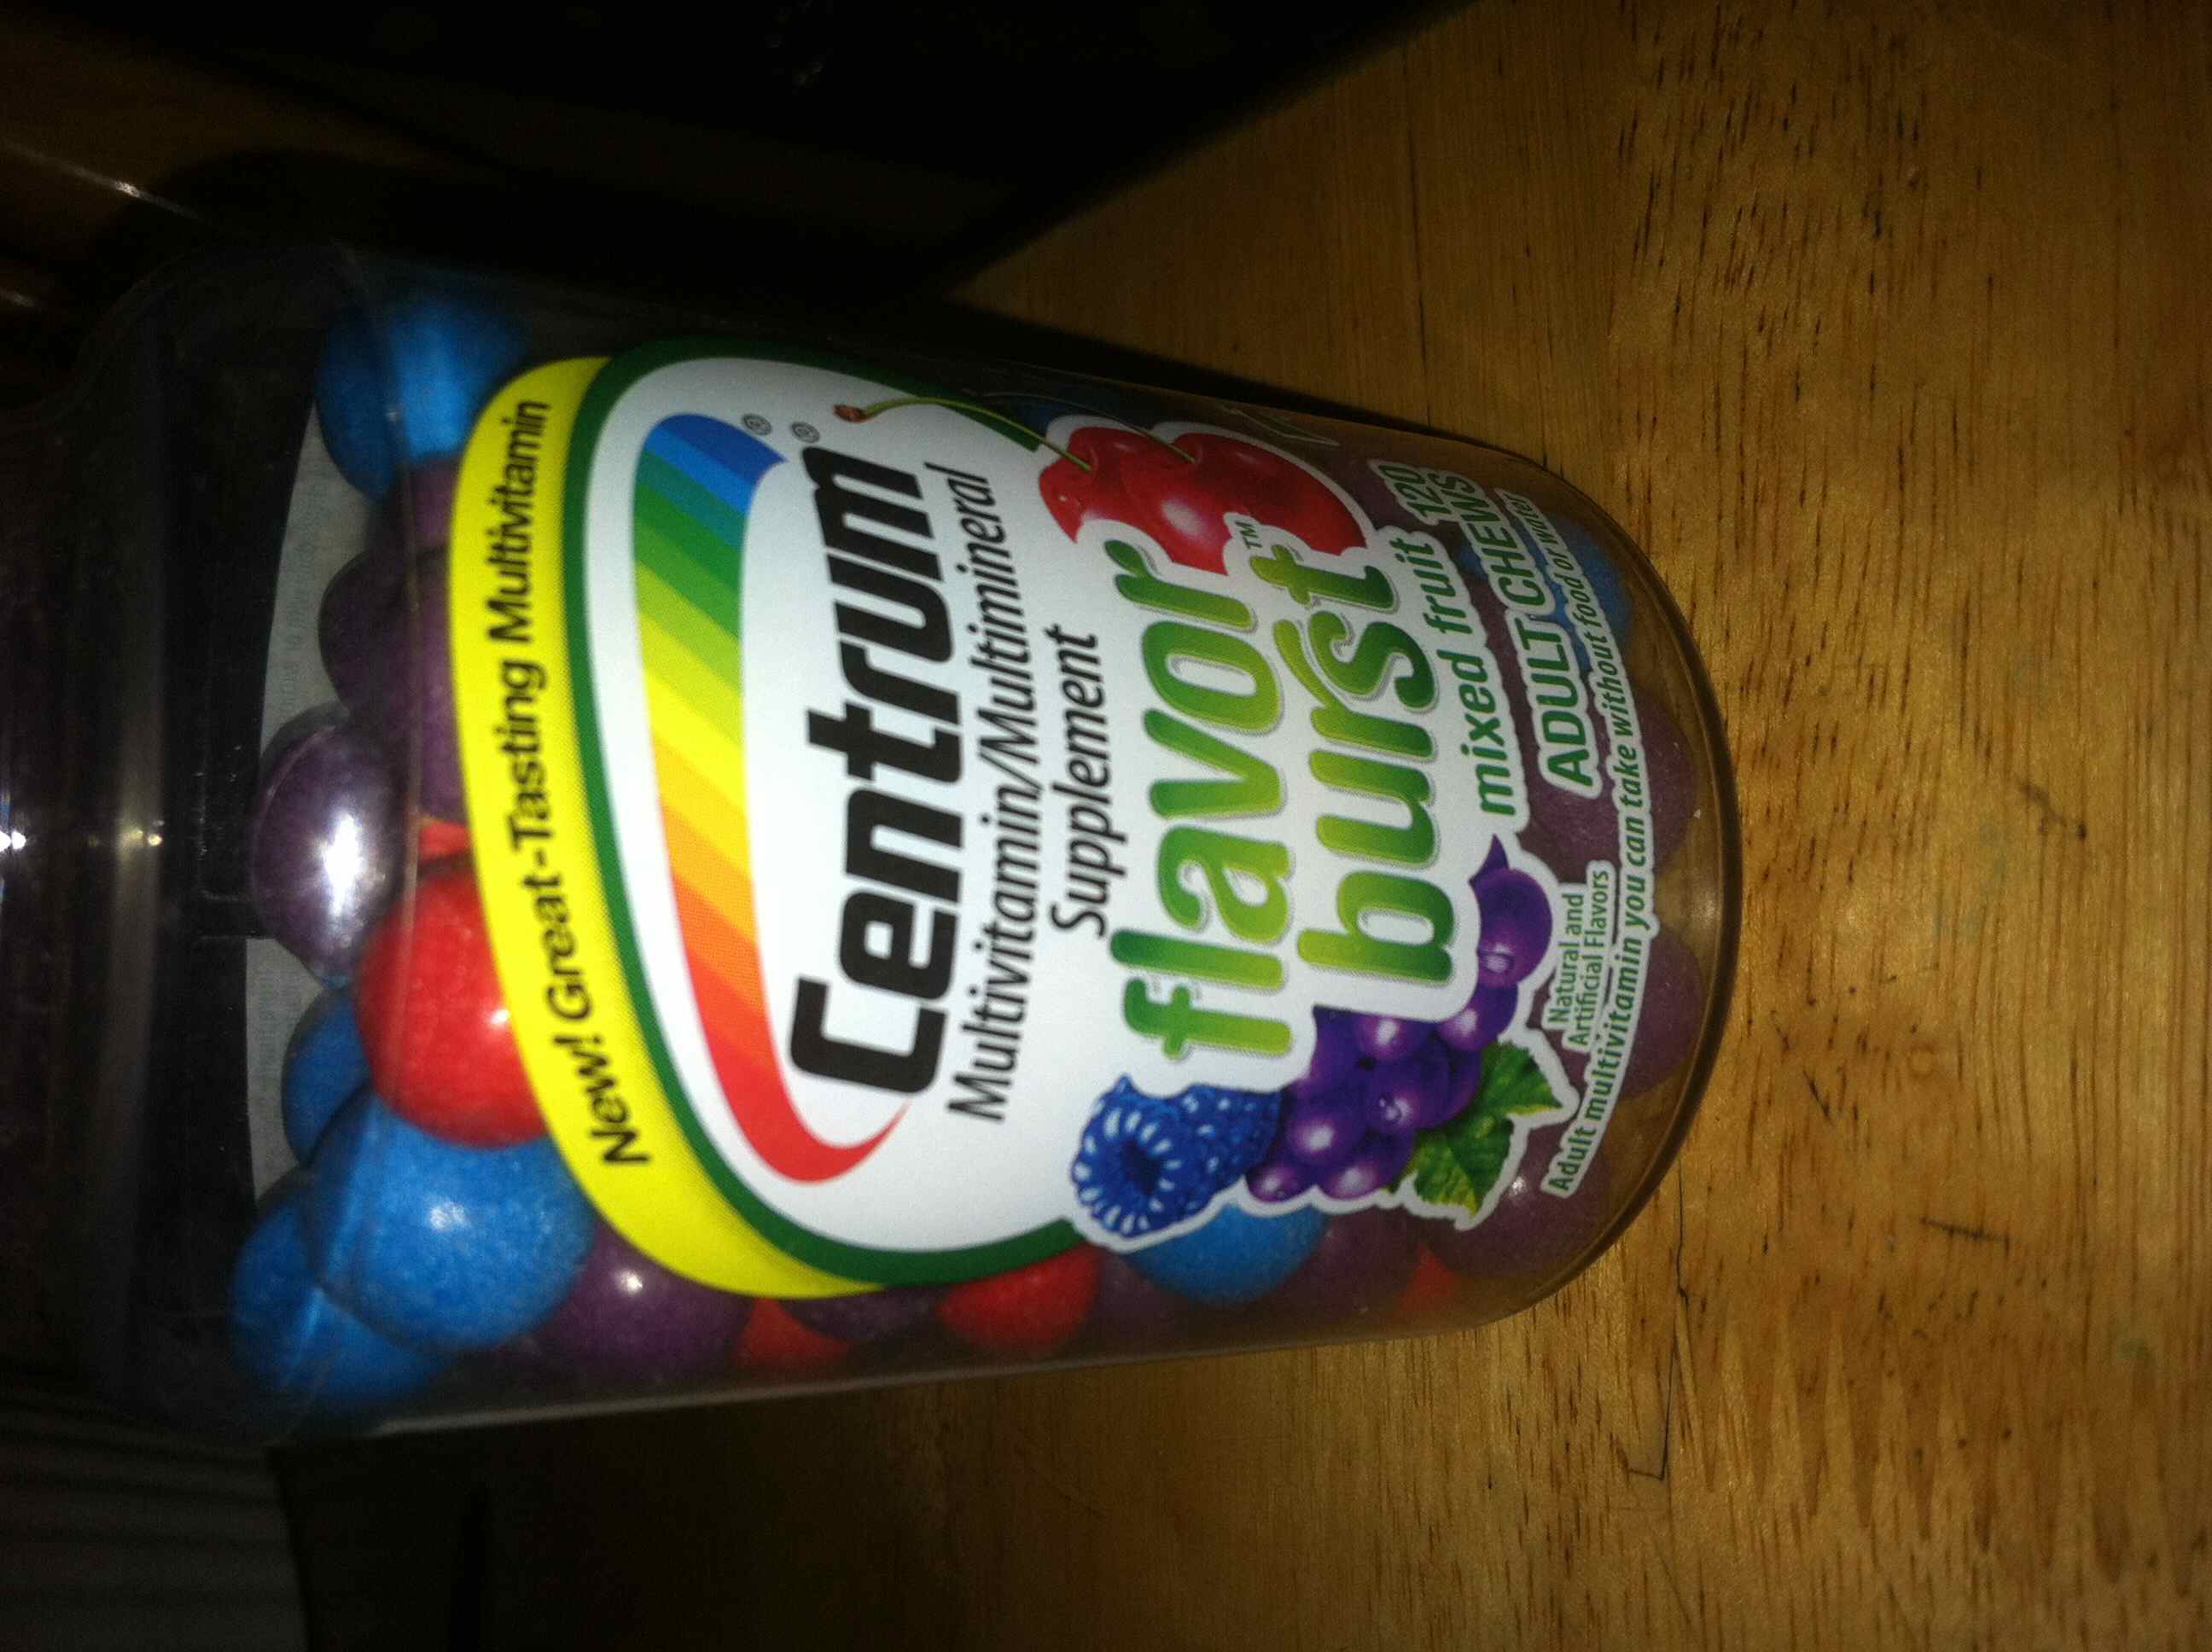 New! Great-Tasting Multivitamin
Centrum®
Multivitamin/Multimineral
Supplement
flavor
burst™
mixed fruit
120
ADULT CHEWS
Natural and
Artificial Flavors
Adult multivitamin you can take without food or water